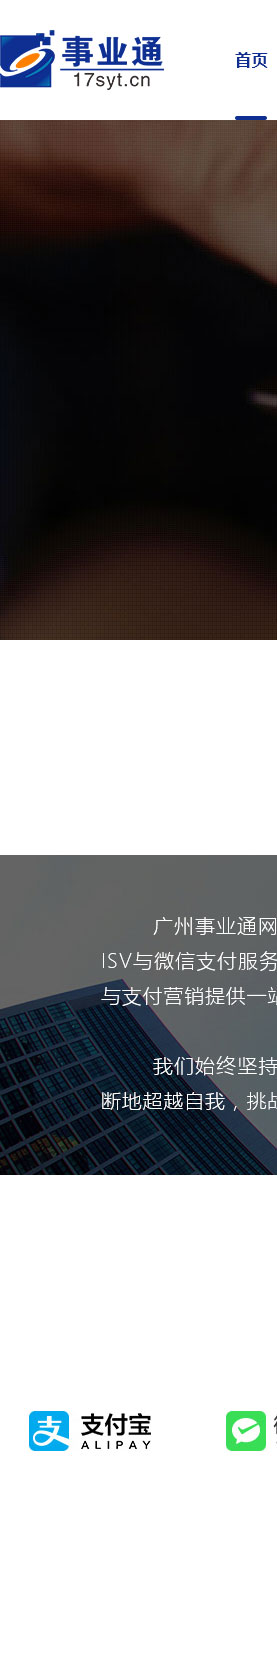 事业通
17syt.cn
首页
广州事业通网
ISV与微信支付服务
与支付营销提供一站
我们始终坚持
断地超越自我，挑战
支付宝
ALIPAY